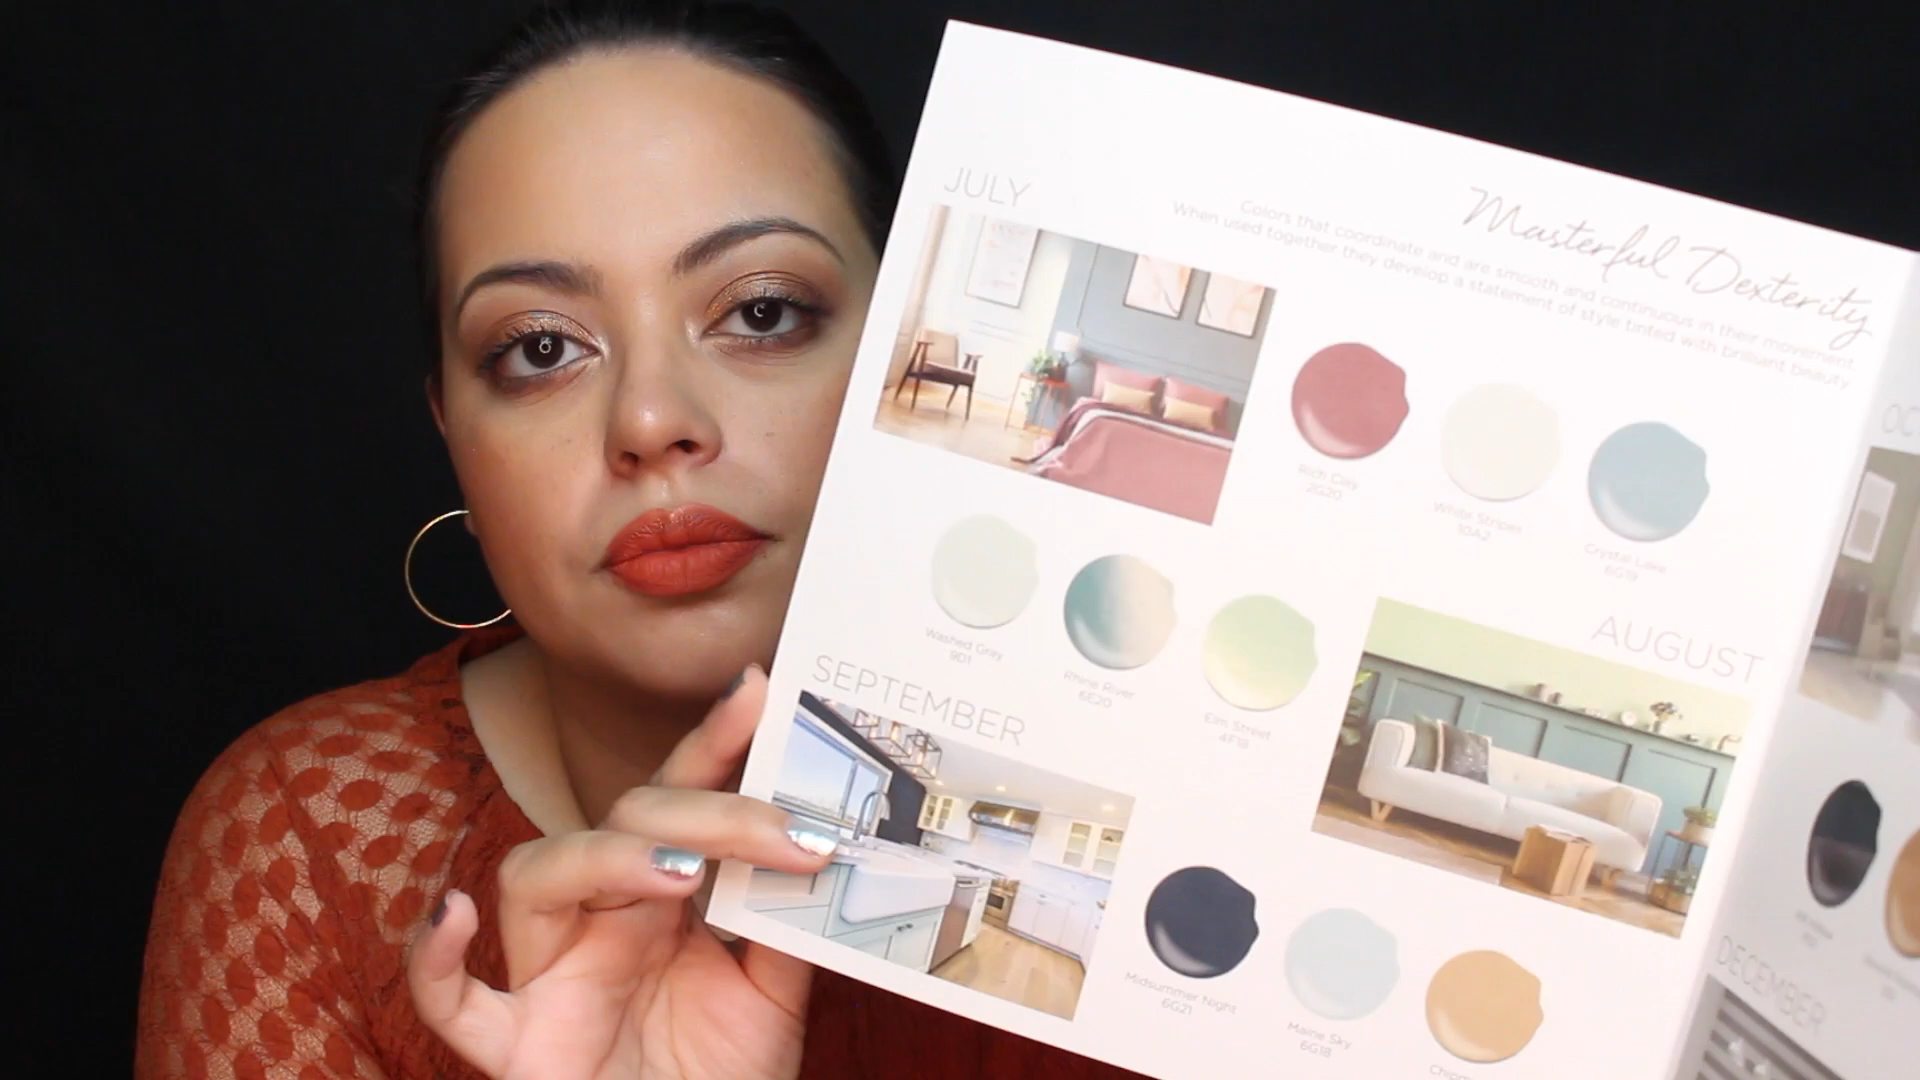 Masterful Dexterity
Colors that coordinate and are smooth and continuous in their movement.
When used together they develop a statement of style tinted with brilliant beauty.
JULY
Rich
2G20
White Stripes
10A2
Crystal Lake
6G19
Washed Gray
9D1
Rhine River
6E20
Elm Street
4F18
AUGUST
SEPTEMBER
Midsummer Night
6G21
Maine Sky
6G18
DECEMBER